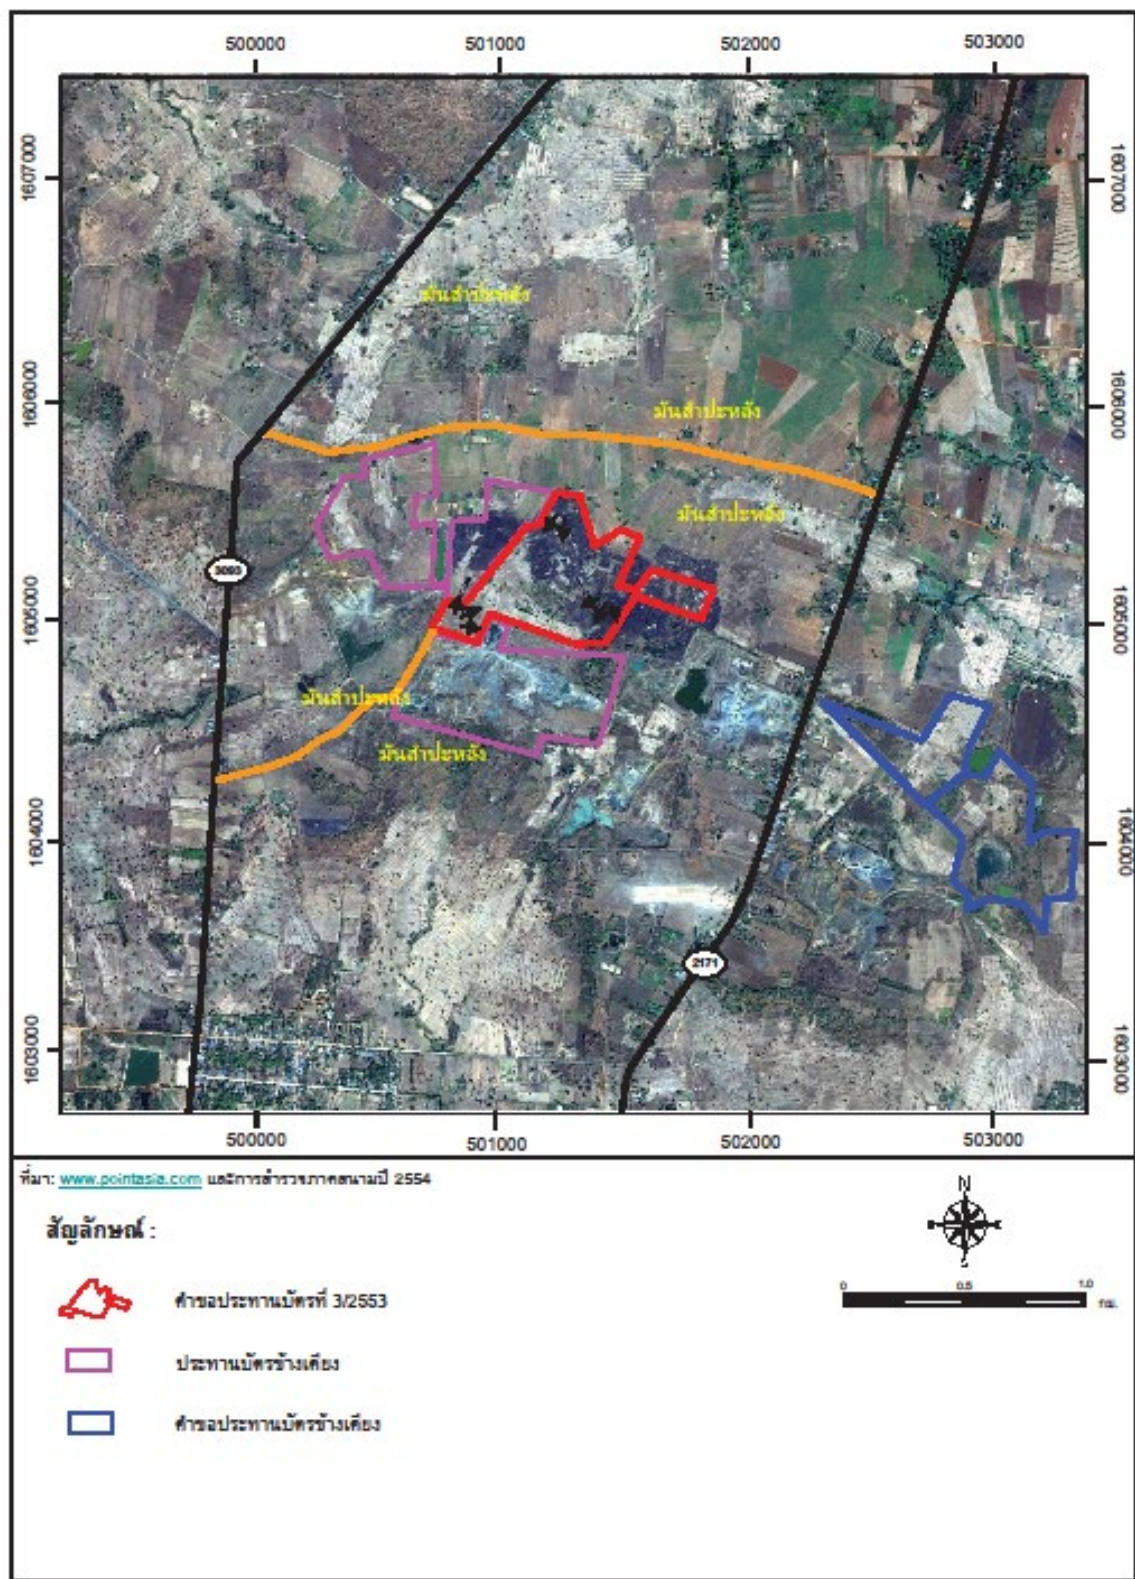 500000 501000 502000 503000
1607000 1607000
มันสำปะหลัง
1606000 1606000
มันสำปะหลัง
มันสำปะหลัง
1605000 1605000
มันสำปะหลัง
มันสำปะหลัง
1604000 1604000
2171
1603000 1603000
500000 501000 502000 503000
ที่มา: www.pointasia.com และการสำรวจภาคสนามปี 2554
N
สัญลักษณ์ :
S
0 0.5 1.0
กม.
คำขอประทานบัตรที่ 3/2553
ประทานบัตรข้างเคียง
คำขอประทานบัตรข้างเคียง